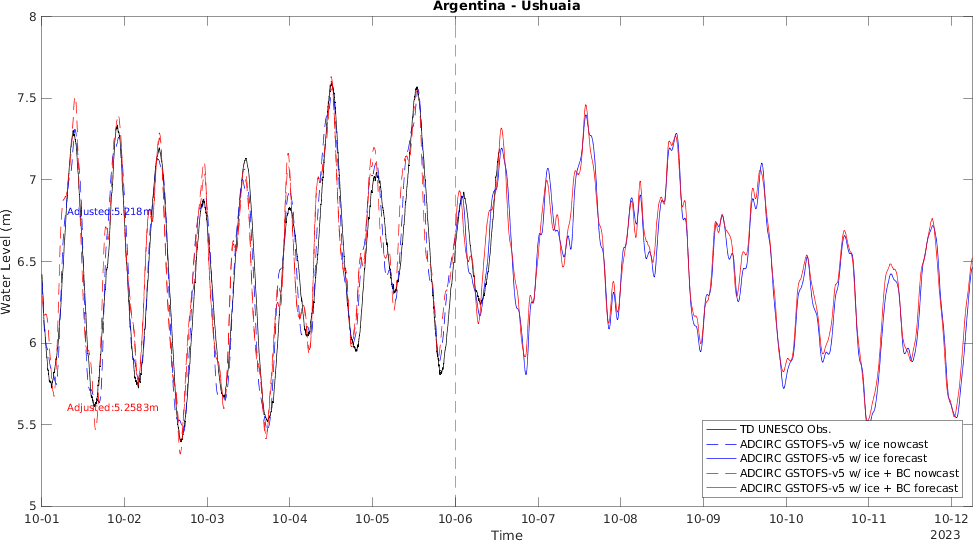 Argentina - Ushuaia
8
7.5
7
6.5
6
5.5
5
Water Level (m)
Adjusted:5.218m
Adjusted:5.2583m
TD UNESCO Obs.
ADCIRC GSTOFS-v5 w/ ice nowcast
ADCIRC GSTOFS-v5 w/ ice forecast
ADCIRC GSTOFS-v5 w/ ice + BC nowcast
ADCIRC GSTOFS-v5 w/ ice + BC forecast
10-01 10-02 10-03 10-04 10-05 10-06 10-07 10-08 10-09 10-10 10-11 10-12
Time
2023